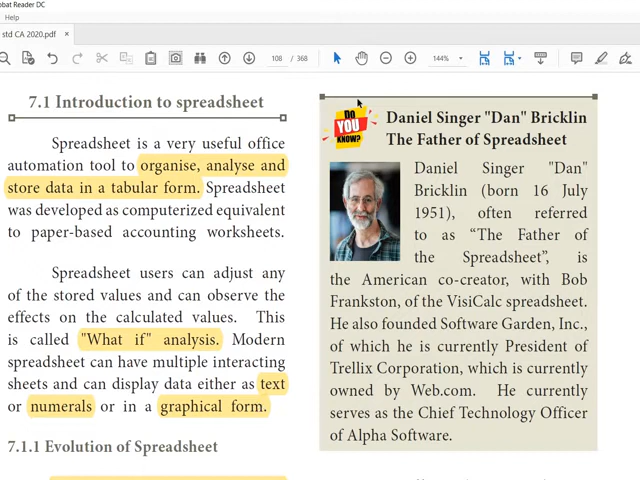 obat Reader DC
Help
std CA 2020.pdf ×
108 / 368
144%
7.1 Introduction to spreadsheet
Spreadsheet is a very useful office
automation tool to organise, analyse and
store data in a tabular form. Spreadsheet
was developed as computerized equivalent
to paper-based accounting worksheets.
Spreadsheet users can adjust any
of the stored values and can observe the
effects on the calculated values. This
is called "What if" analysis. Modern
spreadsheet can have multiple interacting
sheets and can display data either as text
or numerals or in a graphical form.
7.1.1 Evolution of Spreadsheet
DO
YOU
KNOW?
Daniel Singer "Dan" Bricklin
The Father of Spreadsheet
Daniel Singer "Dan"
Bricklin (born 16 July
1951), often referred
to as “The Father of
the Spreadsheet”, is
the American co-creator, with Bob
Frankston, of the VisiCalc spreadsheet.
He also founded Software Garden, Inc.,
of which he is currently President of
Trellix Corporation, which is currently
owned by Web.com. He currently
serves as the Chief Technology Officer
of Alpha Software.